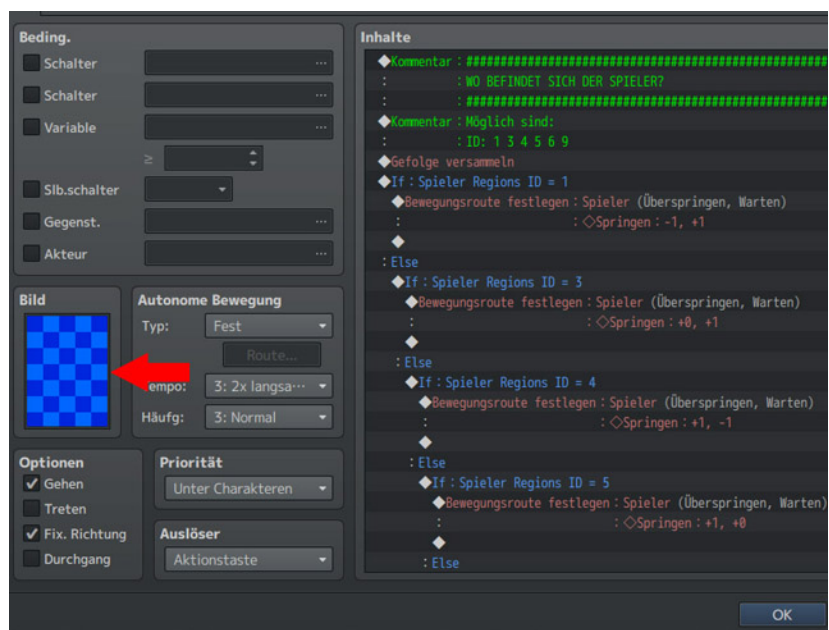 Beding.
Schalter
Schalter
Variable
≥
Slb.schalter
Gegenst.
Akteur
Bild
Autonome Bewegung
Typ: Fest
Route...
Tempo: 3: 2x langsa···
Häufg: 3: Normal
Optionen
Gehen
Treten
Fix. Richtung
Durchgang
Priorität
Unter Charakteren
Auslöser
Aktionstaste
Inhalte
◆Kommentar : ####################################################
: : WO BEFINDET SICH DER SPIELER?
: : ####################################################
◆Kommentar : Möglich sind:
: : ID: 1 3 4 5 6 9
◆Gefolge versammeln
◆If : Spieler Regions ID = 1
◆Bewegungsroute festlegen : Spieler (Überspringen, Warten)
: : ◇Springen : -1, +1
◆
: Else
◆If : Spieler Regions ID = 3
◆Bewegungsroute festlegen : Spieler (Überspringen, Warten)
: : ◇Springen : +0, +1
◆
: Else
◆If : Spieler Regions ID = 4
◆Bewegungsroute festlegen : Spieler (Überspringen, Warten)
: : ◇Springen : +1, -1
◆
: Else
◆If : Spieler Regions ID = 5
◆Bewegungsroute festlegen : Spieler (Überspringen, Warten)
: : ◇Springen : +1, +0
◆
: Else
OK